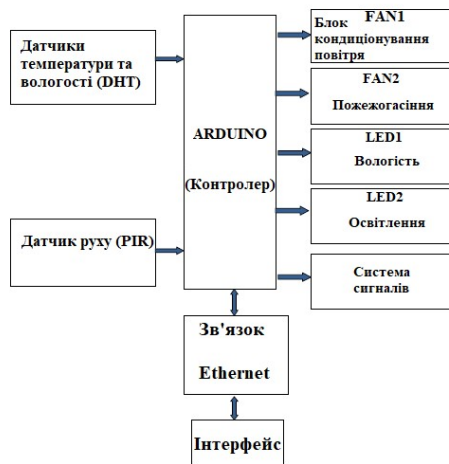 Датчики
температури та
вологості (DHT)
Датчик руху (PIR)
ARDUINO
(Контролер)
Зв'язок
Ethernet
Інтерфейс
FAN1
Блок
кондиціонування
повітря
FAN2
Пожежогасіння
LED1
Вологість
LED2
Освітлення
Система
сигналів